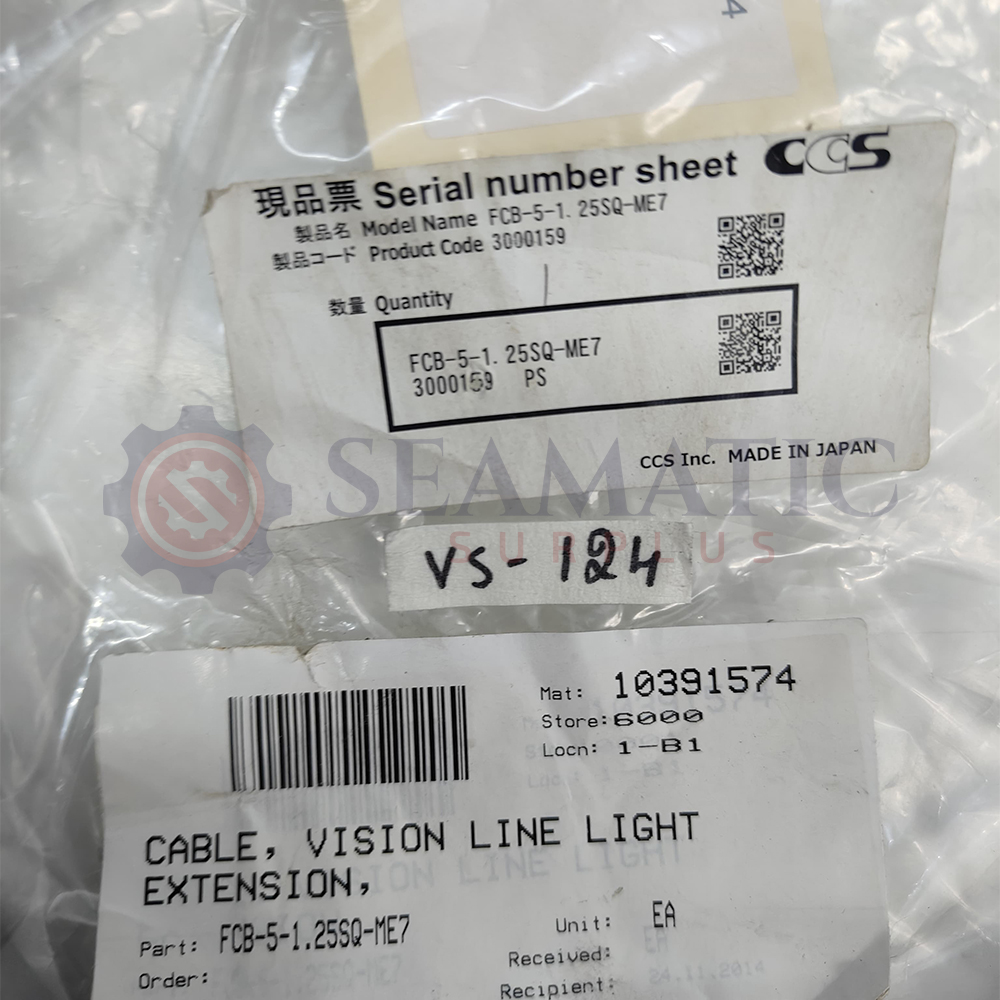 4
現品票 Serial number sheet CCS
製品名 Model Name FCB-5-1.25SQ-ME7
製品コード Product Code 3000159
数量 Quantity
FCB-5-1.25SQ-ME7
3000159 PS
CCS Inc. MADE IN JAPAN
SEAMATIC
SURPLUS
VS-124
Mat: 10391574
Store: 6000
Locn: 1-B1
CABLE, VISION LINE LIGHT
EXTENSION,
Part: FCB-5-1.25SQ-ME7
Unit: EA
Order:
Received:
24.11.2014
Recipient: